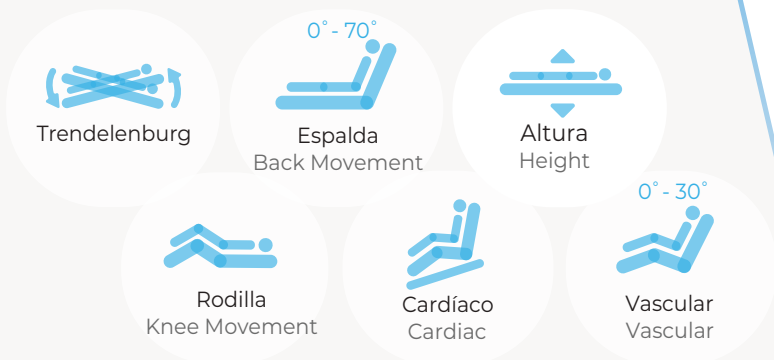 Trendelenburg
0° - 70°
Espalda
Back Movement
Altura
Height
Rodilla
Knee Movement
Cardíaco
Cardiac
0° - 30°
Vascular
Vascular